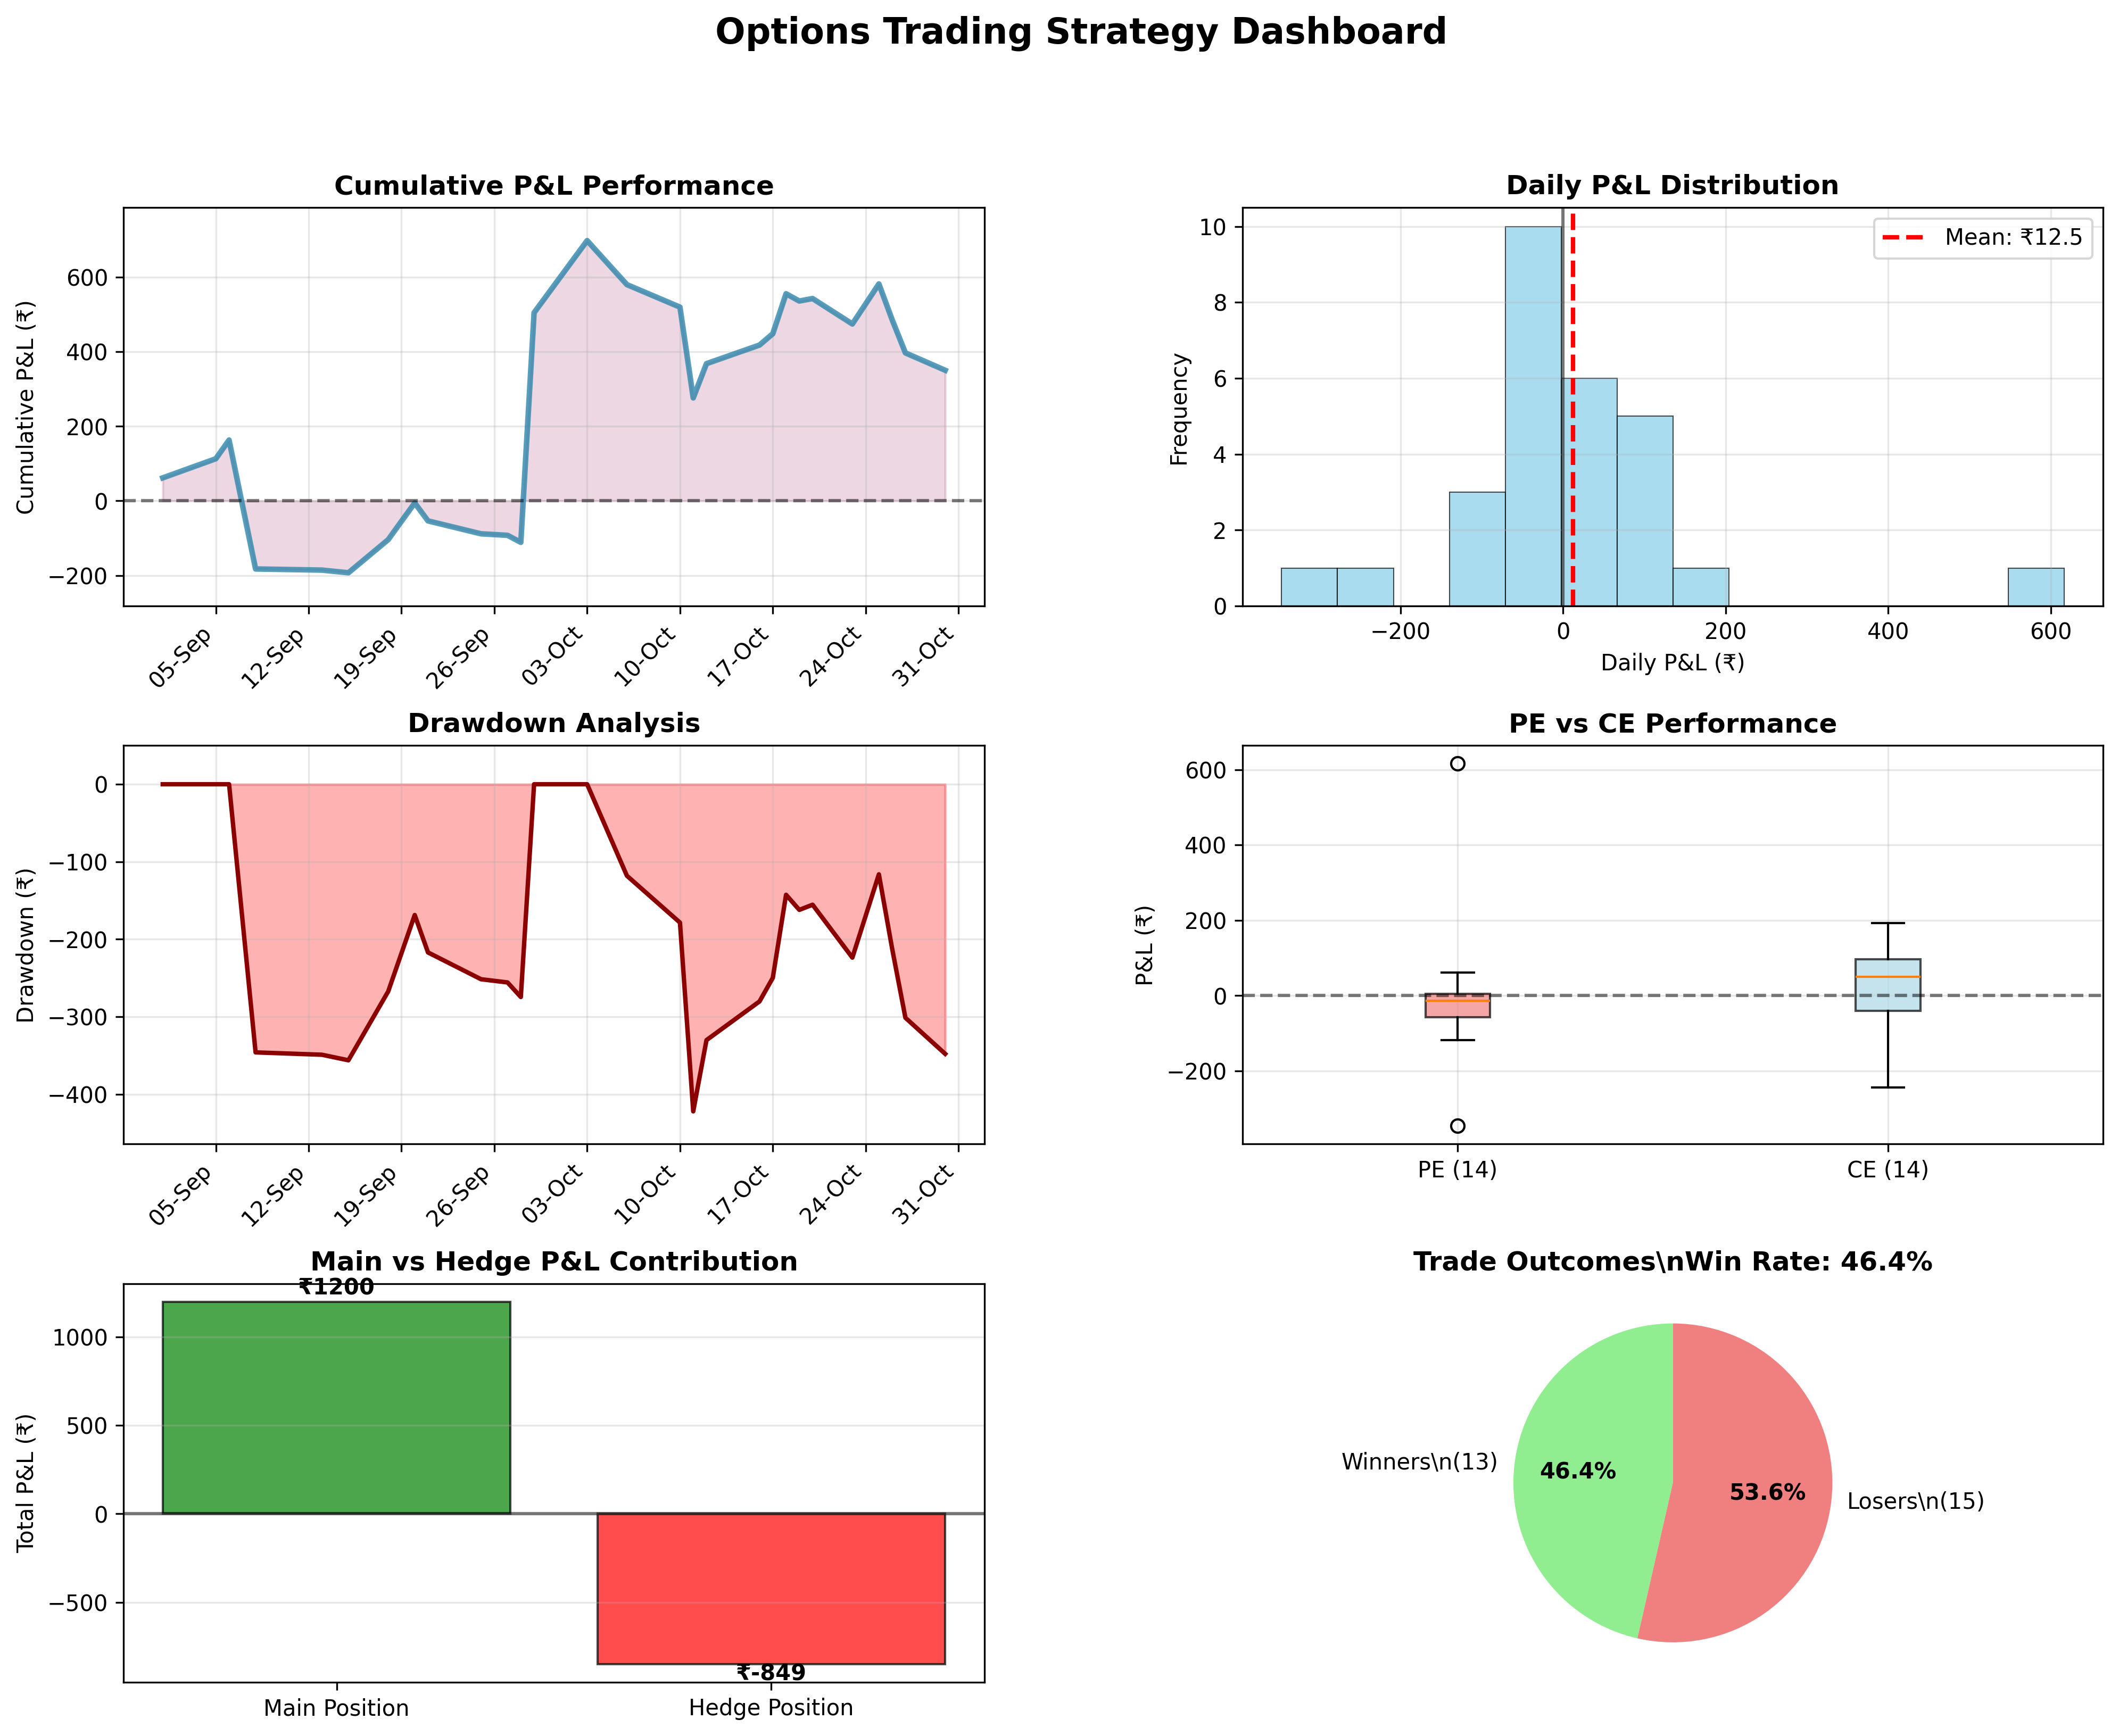 Options Trading Strategy Dashboard
Cumulative P&L Performance
Cumulative P&L (₹)
600
400
200
0
−200
05-Sep
12-Sep
19-Sep
26-Sep
03-Oct
10-Oct
17-Oct
24-Oct
31-Oct
Daily P&L Distribution
Mean: ₹12.5
Frequency
10
8
6
4
2
0
−200
0
200
400
600
Daily P&L (₹)
Drawdown Analysis
Drawdown (₹)
0
−100
−200
−300
−400
05-Sep
12-Sep
19-Sep
26-Sep
03-Oct
10-Oct
17-Oct
24-Oct
31-Oct
PE vs CE Performance
P&L (₹)
600
400
200
0
−200
PE (14)
CE (14)
Main vs Hedge P&L Contribution
₹1200
Total P&L (₹)
1000
500
0
−500
₹-849
Main Position
Hedge Position
Trade Outcomes\nWin Rate: 46.4%
Winners\n(13)
46.4%
53.6%
Losers\n(15)